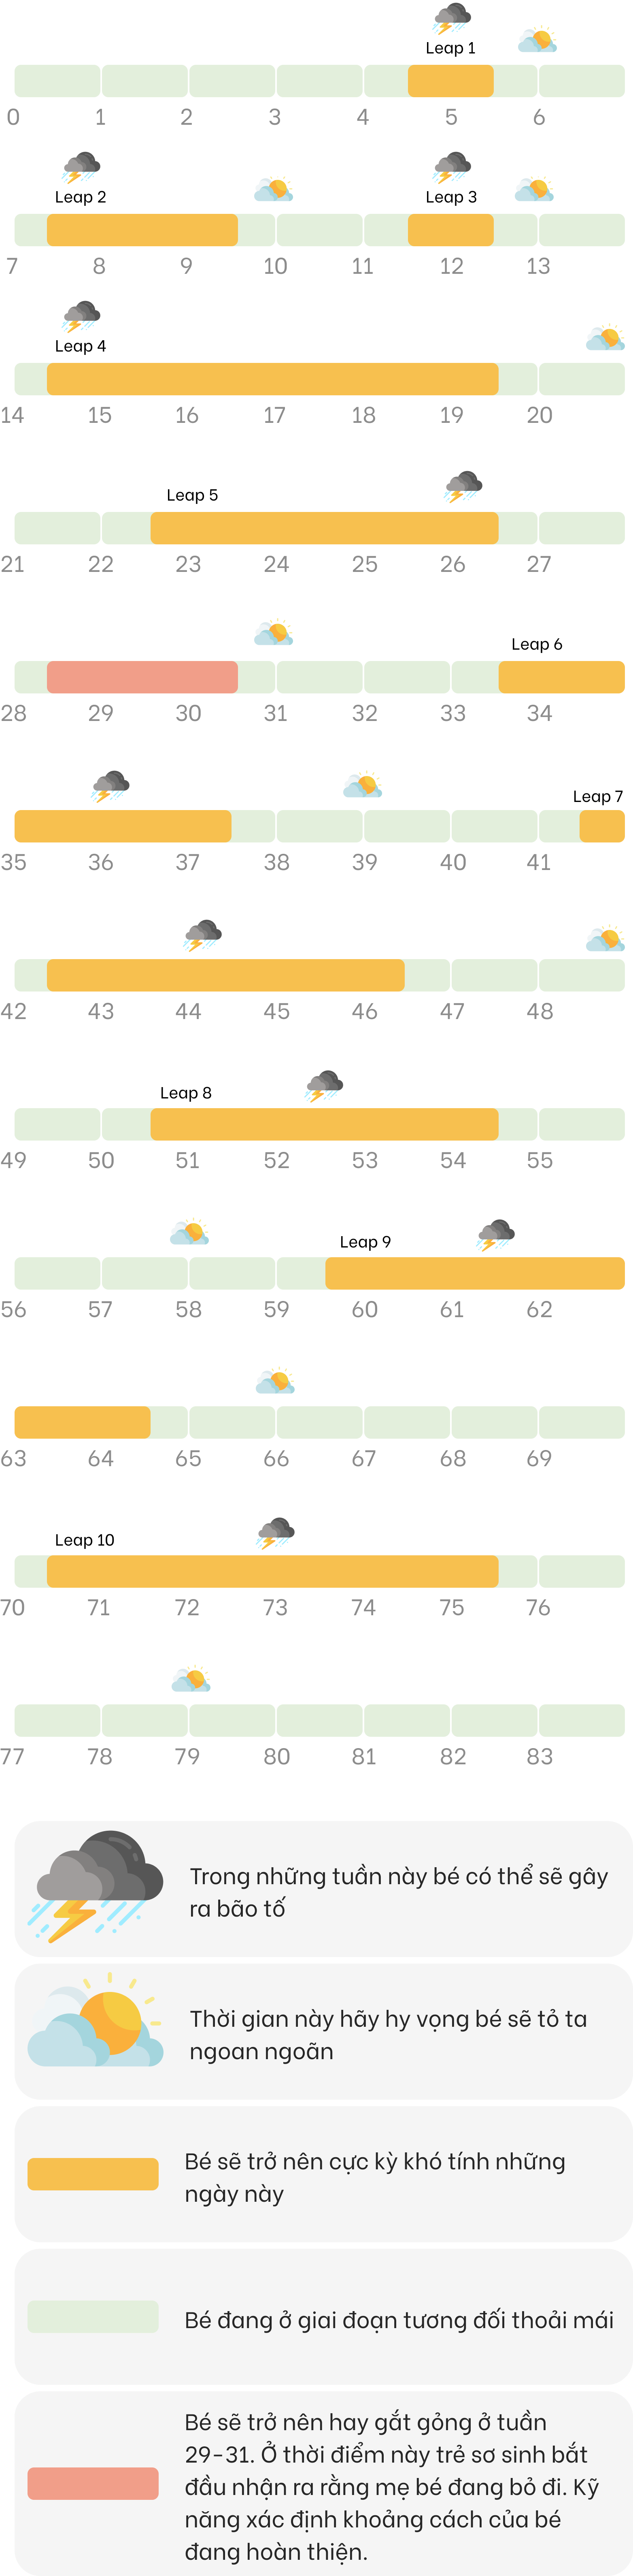 Leap 1
0 1 2 3 4 5 6
Leap 2 Leap 3
7 8 9 10 11 12 13
Leap 4
14 15 16 17 18 19 20
Leap 5
21 22 23 24 25 26 27
Leap 6
28 29 30 31 32 33 34
Leap 7
35 36 37 38 39 40 41
42 43 44 45 46 47 48
Leap 8
49 50 51 52 53 54 55
Leap 9
56 57 58 59 60 61 62
63 64 65 66 67 68 69
Leap 10
70 71 72 73 74 75 76
77 78 79 80 81 82 83
Trong những tuần này bé có thể sẽ gây
ra bão tố
Thời gian này hãy hy vọng bé sẽ tỏ ta
ngoan ngoãn
Bé sẽ trở nên cực kỳ khó tính những
ngày này
Bé đang ở giai đoạn tương đối thoải mái
Bé sẽ trở nên hay gắt gỏng ở tuần
29-31. Ở thời điểm này trẻ sơ sinh bắt
đầu nhận ra rằng mẹ bé đang bỏ đi. Kỹ
năng xác định khoảng cách của bé
đang hoàn thiện.